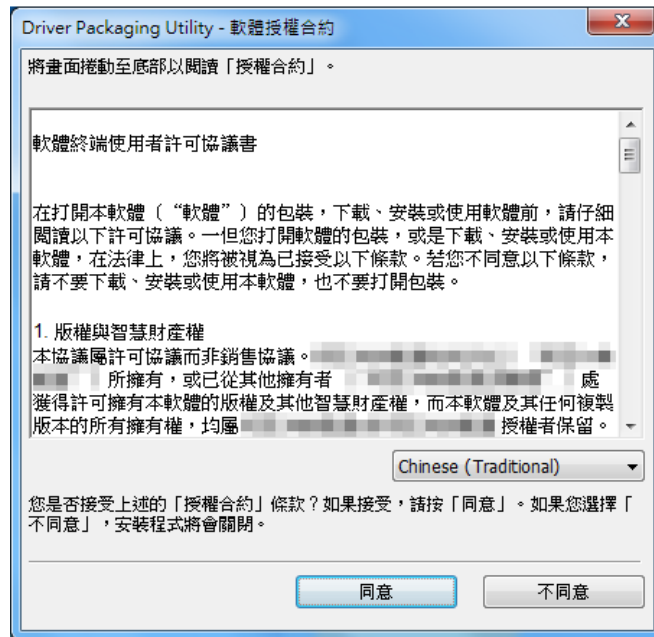 Driver Packaging Utility - 軟體授權合約
將畫面捲動至底部以閱讀「授權合約」。
軟體終端使用者許可協議書
在打開本軟體（“軟體”）的包裝，下載、安裝或使用軟體前，請仔細
閱讀以下許可協議。一但您打開軟體的包裝，或是下載、安裝或使用本
軟體，在法律上，您將被視為已接受以下條款。若您不同意以下條款，
請不要下載、安裝或使用本軟體，也不要打開包裝。
1. 版權與智慧財產權
本協議屬許可協議而非銷售協議。
所擁有，或已從其他擁有者 處
獲得許可擁有本軟體的版權及其他智慧財產權，而本軟體及其任何複製
版本的所有擁有權，均屬 授權者保留。
Chinese (Traditional)
您是否接受上述的「授權合約」條款？如果接受，請按「同意」。如果您選擇「
不同意」，安裝程式將會關閉。
同意
不同意